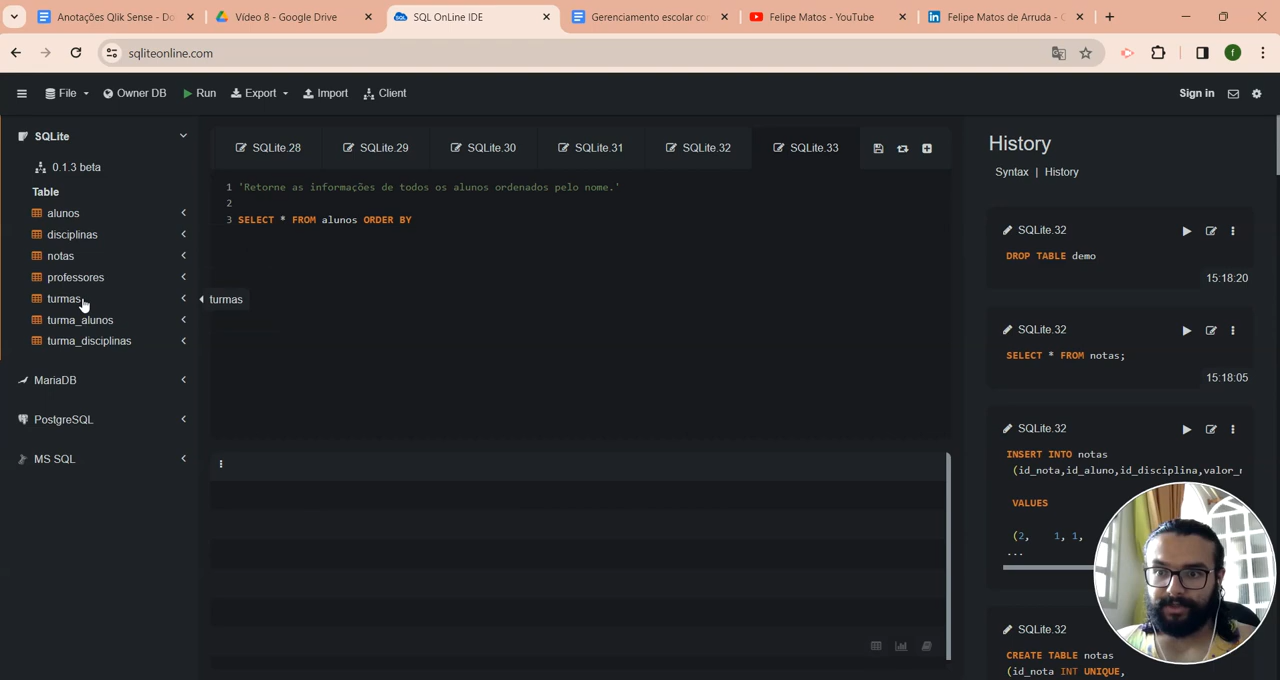 Anotações Qlik Sense - Do
Vídeo 8 - Google Drive
SQL OnLine IDE
Gerenciamento escolar co
Felipe Matos - YouTube
Felipe Matos de Arruda -
sqliteonline.com
f
File
Owner DB
Run
Export
Import
Client
Sign in
SQLite
0.1.3 beta
Table
alunos
disciplinas
notas
professores
turmas
turma_alunos
turma_disciplinas
MariaDB
PostgreSQL
MS SQL
turmas
SQLite.28
SQLite.29
SQLite.30
SQLite.31
SQLite.32
SQLite.33
1 'Retorne as informações de todos os alunos ordenados pelo nome.'
2
3 SELECT * FROM alunos ORDER BY
History
Syntax | History
SQLite.32
DROP TABLE demo
15:18:20
SQLite.32
SELECT * FROM notas;
15:18:05
SQLite.32
INSERT INTO notas
(id_nota,id_aluno,id_disciplina,valor_
VALUES
(2, 1, 1,
...
SQLite.32
CREATE TABLE notas
(id_nota INT UNIQUE,